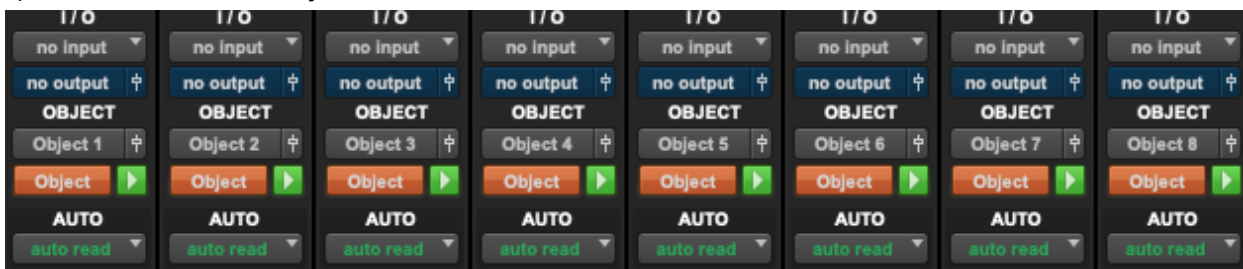 I/O I/O I/O I/O I/O I/O I/O I/O
no input no input no input no input no input no input no input no input
no output no output no output no output no output no output no output no output
OBJECT OBJECT OBJECT OBJECT OBJECT OBJECT OBJECT OBJECT
Object 1 Object 2 Object 3 Object 4 Object 5 Object 6 Object 7 Object 8
Object Object Object Object Object Object Object Object
AUTO AUTO AUTO AUTO AUTO AUTO AUTO AUTO
auto read auto read auto read auto read auto read auto read auto read auto read